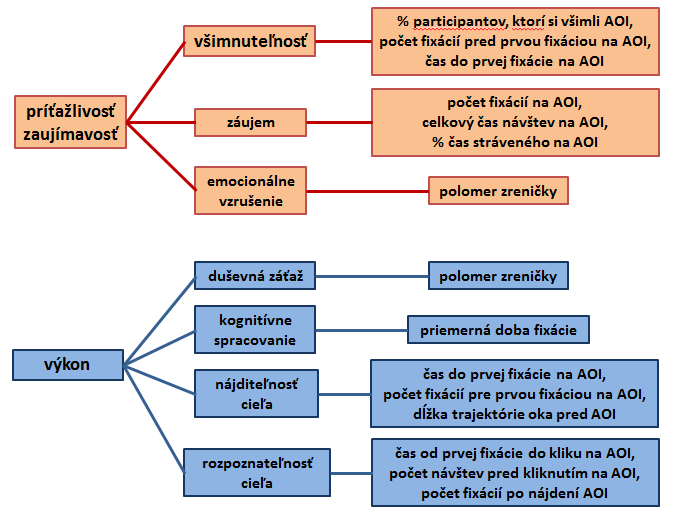 príťažlivosť
zaujímavosť
všimnuteľnosť
% participantov, ktorí si všimli AOI,
počet fixácií pred prvou fixáciou na AOI,
čas do prvej fixácie na AOI
záujem
počet fixácií na AOI,
celkový čas návštev na AOI,
% čas stráveného na AOI
emocionálne
vzrušenie
polomer zreničky
výkon
duševná záťaž
polomer zreničky
kognitívne
spracovanie
priemerná doba fixácie
nájditeľnosť
cieľa
čas do prvej fixácie na AOI,
počet fixácií pre prvou fixáciou na AOI,
dĺžka trajektórie oka pred AOI
rozpoznateľnosť
cieľa
čas od prvej fixácie do kliku na AOI,
počet návštev pred kliknutím na AOI,
počet fixácií po nájdení AOI